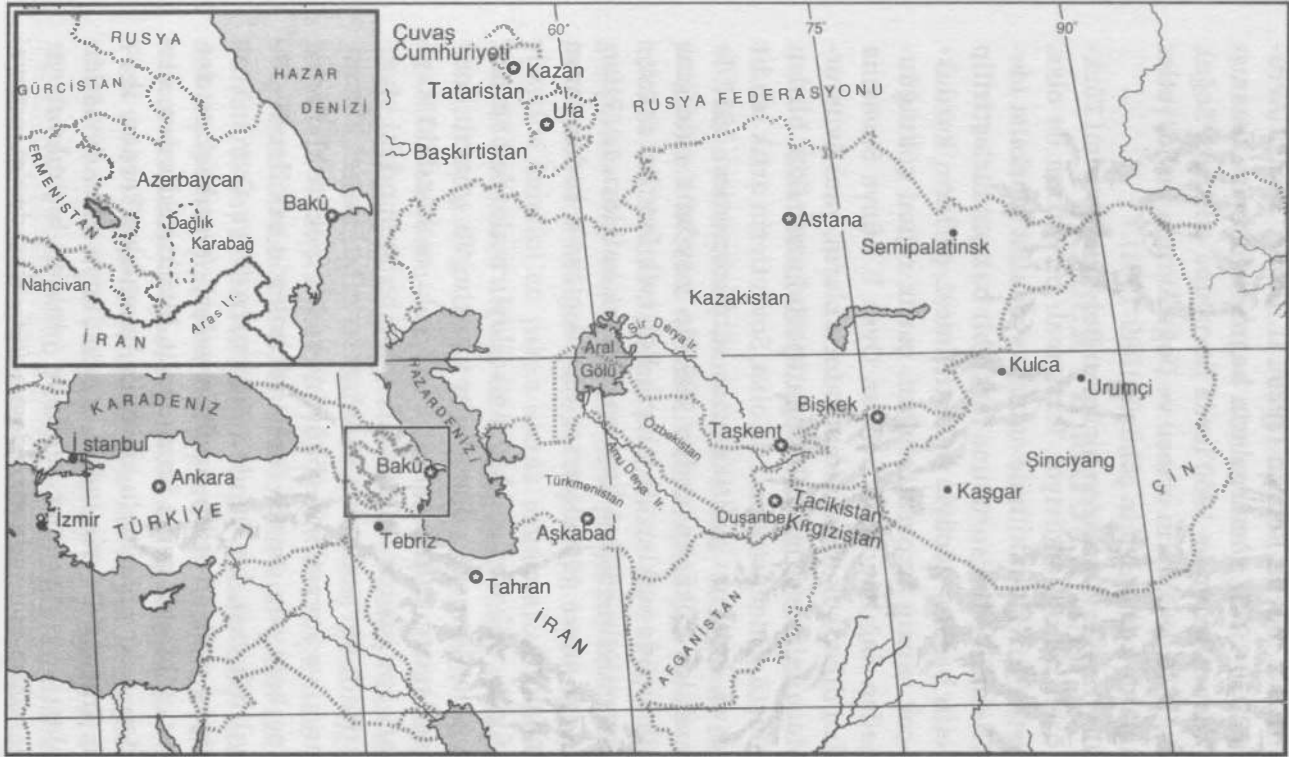 RUSYA
GÜRCİSTAN
HAZAR
DENİZİ
ERMENİSTAN
Azerbaycan
Bakû
Dağlık
Karabağ
Nahcivan
Aras Ir.
İRAN
60°
75°
90°
Çuvaş
Cumhuriyeti
Kazan
Tataristan
Ufa
RUSYA FEDERASYONU
Başkırtistan
Astana
Semipalatinsk
Kazakistan
Sir Derya Ir.
Aral
Gölü
Kulca
Urumçi
KARADENİZ
HAZARDENİZİ
Bişkek
Özbekistan
Taşkent
İstanbul
Bakû
Ankara
Şinciyang
ÇİN
Amu Derya Ir.
Türkmenistan
Kaşgar
Tacikistan
İzmir
TÜRKİYE
Tebriz
Aşkabad
Duşanbe
Kırgızistan
Tahran
İRAN
AFGANİSTAN